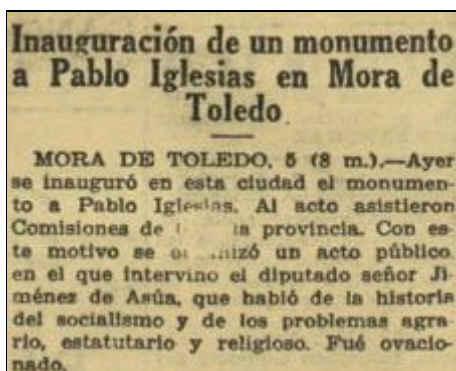 Inauguración de un monumento
a Pablo Iglesias en Mora de
Toledo
MORA DE TOLEDO, 5 (8 m.).—Ayer
se inauguró en esta ciudad el monumen-
to a Pablo Iglesias. Al acto asistieron
Comisiones de la provincia. Con es-
te motivo se un acto público
en el que intervino el diputado señor Ji-
ménez de Asúa, que habló de la historia
del socialismo y de los problemas agra-
rio, estatutario y religioso. Fué ovacio-
nado.